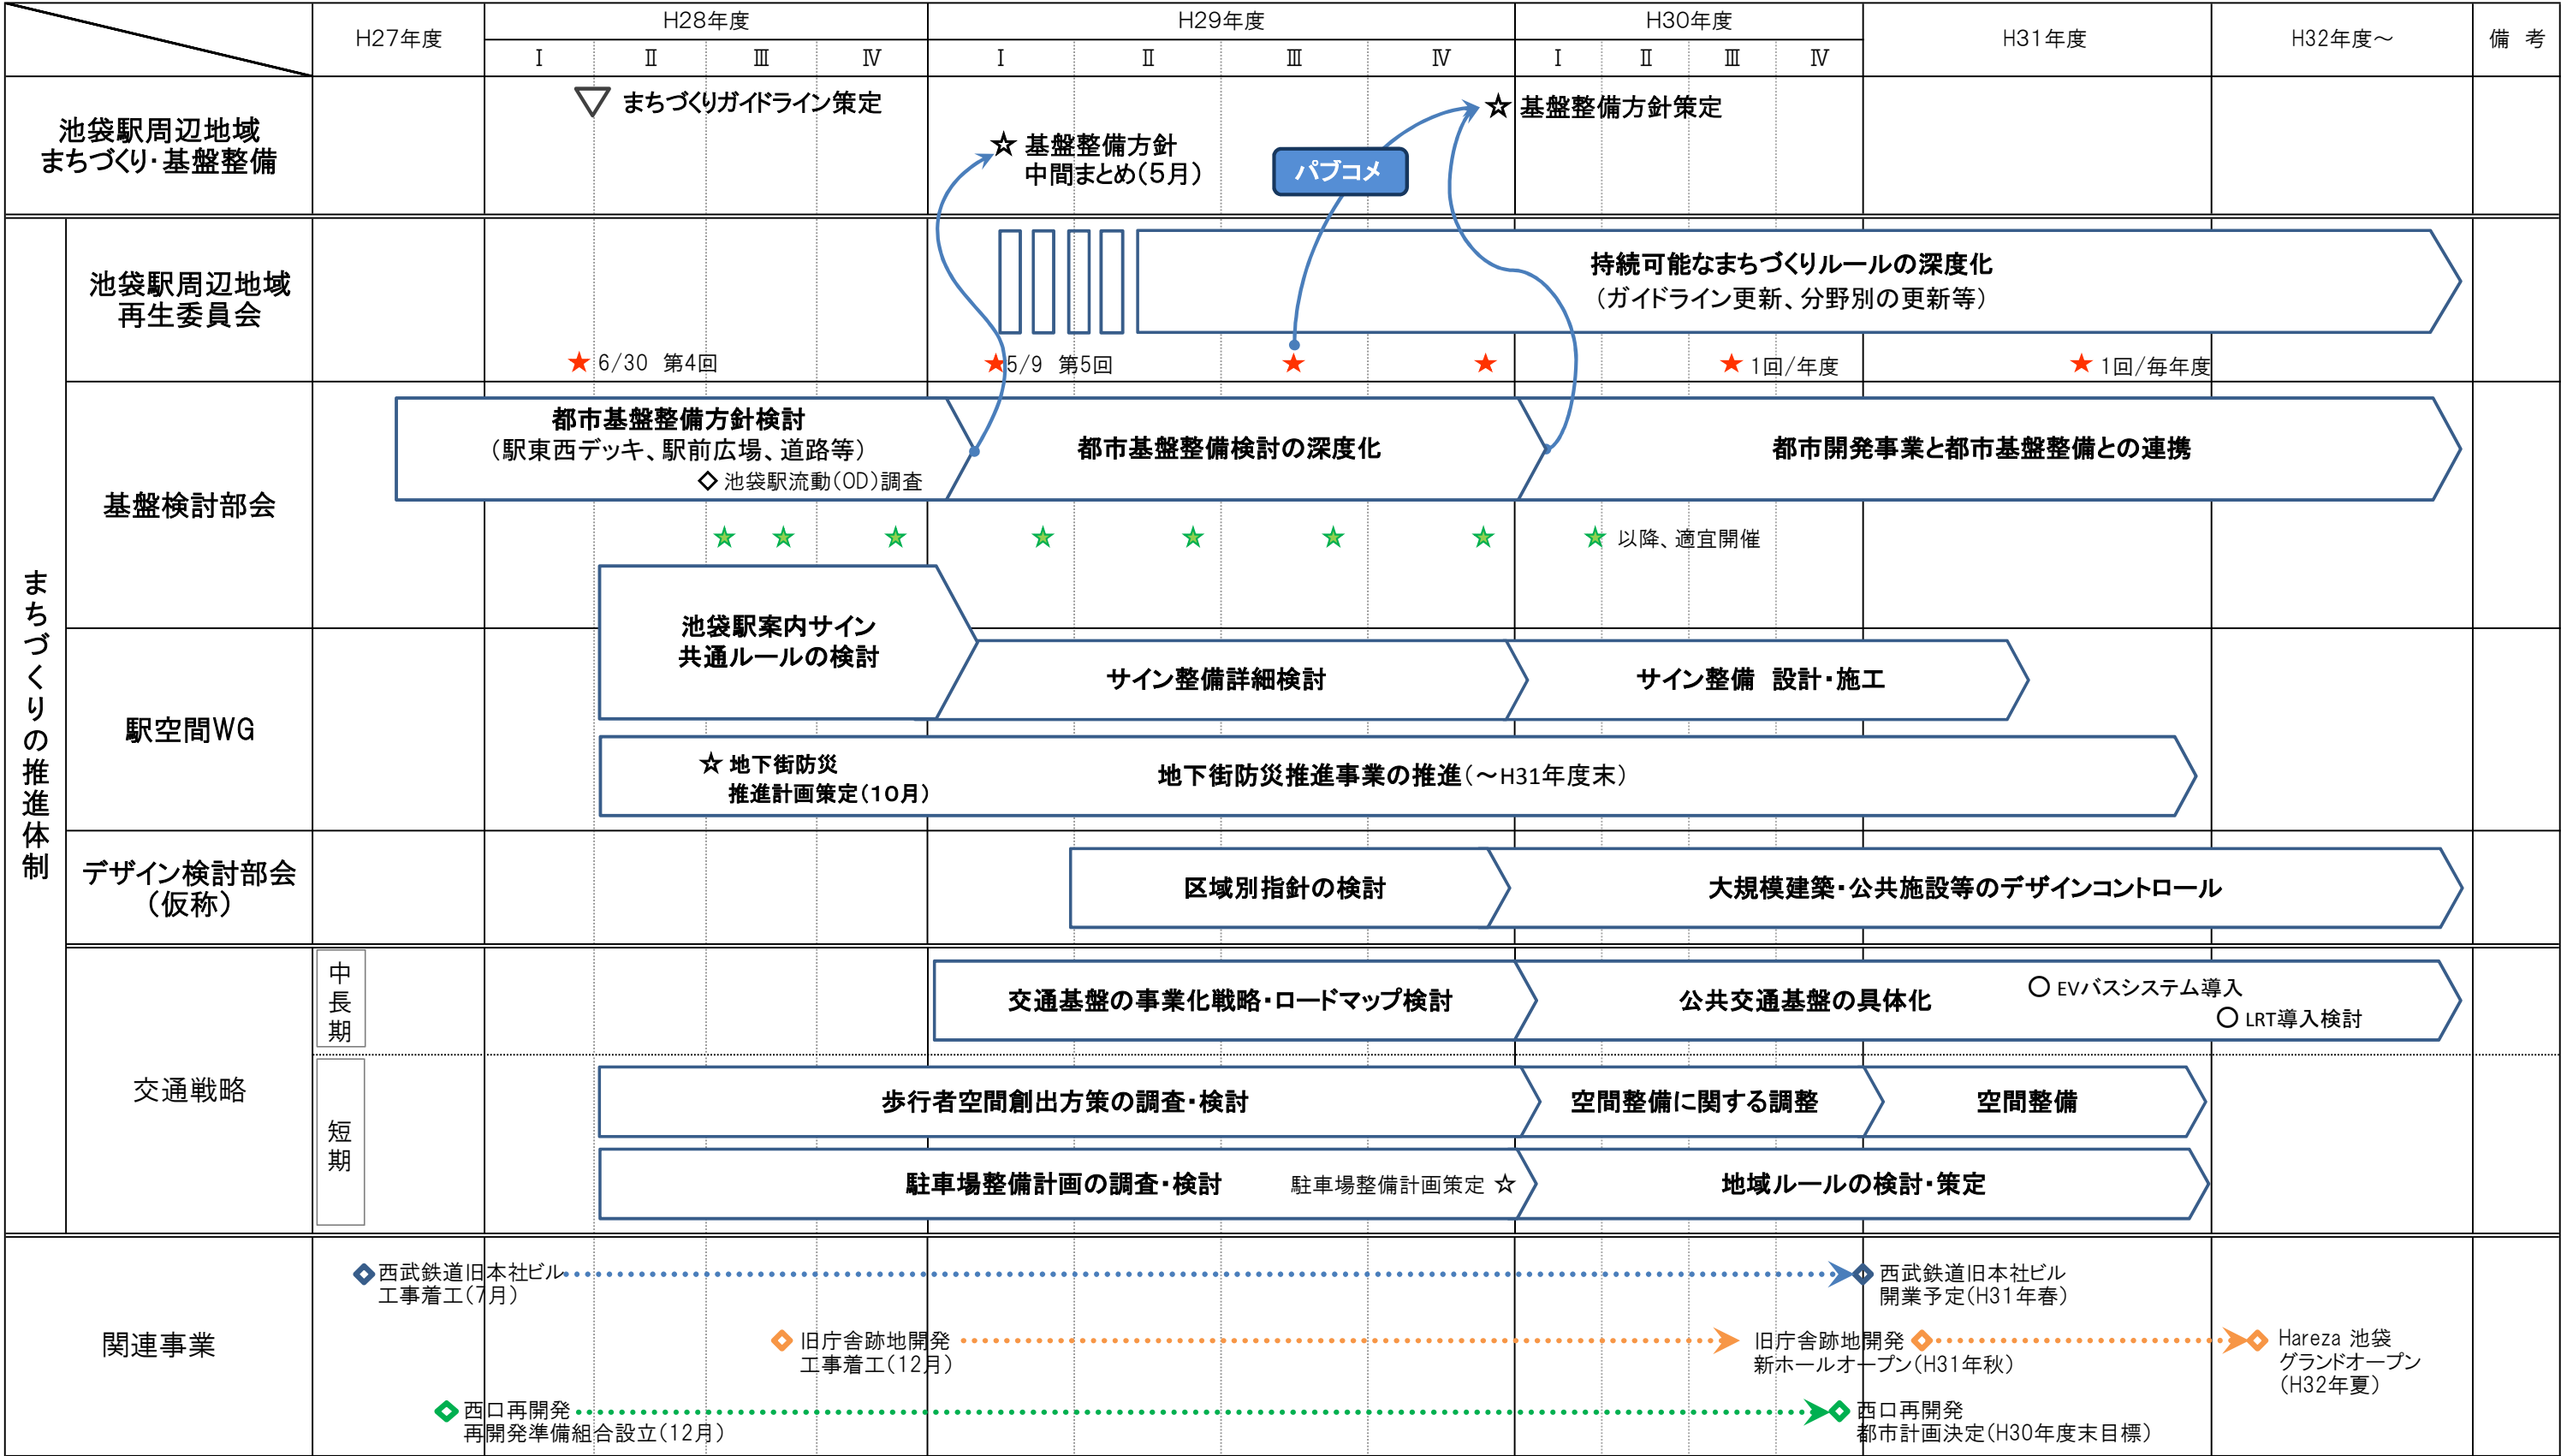 H27年度
H28年度
H29年度
H30年度
H31年度
H32年度～
備 考
Ⅰ Ⅱ Ⅲ Ⅳ
Ⅰ Ⅱ Ⅲ Ⅳ
Ⅰ Ⅱ Ⅲ Ⅳ
池袋駅周辺地域
まちづくり・基盤整備
まちづくりガイドライン策定
基盤整備方針
中間まとめ（５月）
パブコメ
基盤整備方針策定
まちづくりの推進体制
池袋駅周辺地域
再生委員会
持続可能なまちづくりルールの深度化
（ガイドライン更新、分野別の更新等）
★ 6/30 第4回
★ 5/9 第5回
★
★
★ 1回/年度
★ 1回/毎年度
基盤検討部会
都市基盤整備方針検討
（駅東西デッキ、駅前広場、道路等）
◇ 池袋駅流動（OD）調査
都市基盤整備検討の深度化
都市開発事業と都市基盤整備との連携
以降、適宜開催
池袋駅案内サイン
共通ルールの検討
駅空間WG
サイン整備詳細検討
サイン整備 設計・施工
☆ 地下街防災
推進計画策定（１０月）
地下街防災推進事業の推進（～H31年度末）
デザイン検討部会
（仮称）
区域別指針の検討
大規模建築・公共施設等のデザインコントロール
交通戦略
中長期
交通基盤の事業化戦略・ロードマップ検討
公共交通基盤の具体化
○ EVバスシステム導入
○ LRT導入検討
短期
歩行者空間創出方策の調査・検討
空間整備に関する調整
空間整備
駐車場整備計画の調査・検討
駐車場整備計画策定 ☆
地域ルールの検討・策定
関連事業
西武鉄道旧本社ビル
工事着工（7月）
西武鉄道旧本社ビル
開業予定（H31年春）
旧庁舎跡地開発
工事着工（12月）
旧庁舎跡地開発
新ホールオープン（H31年秋）
Hareza 池袋
グランドオープン
（H32年夏）
西口再開発
再開発準備組合設立（12月）
西口再開発
都市計画決定（H30年度末目標）